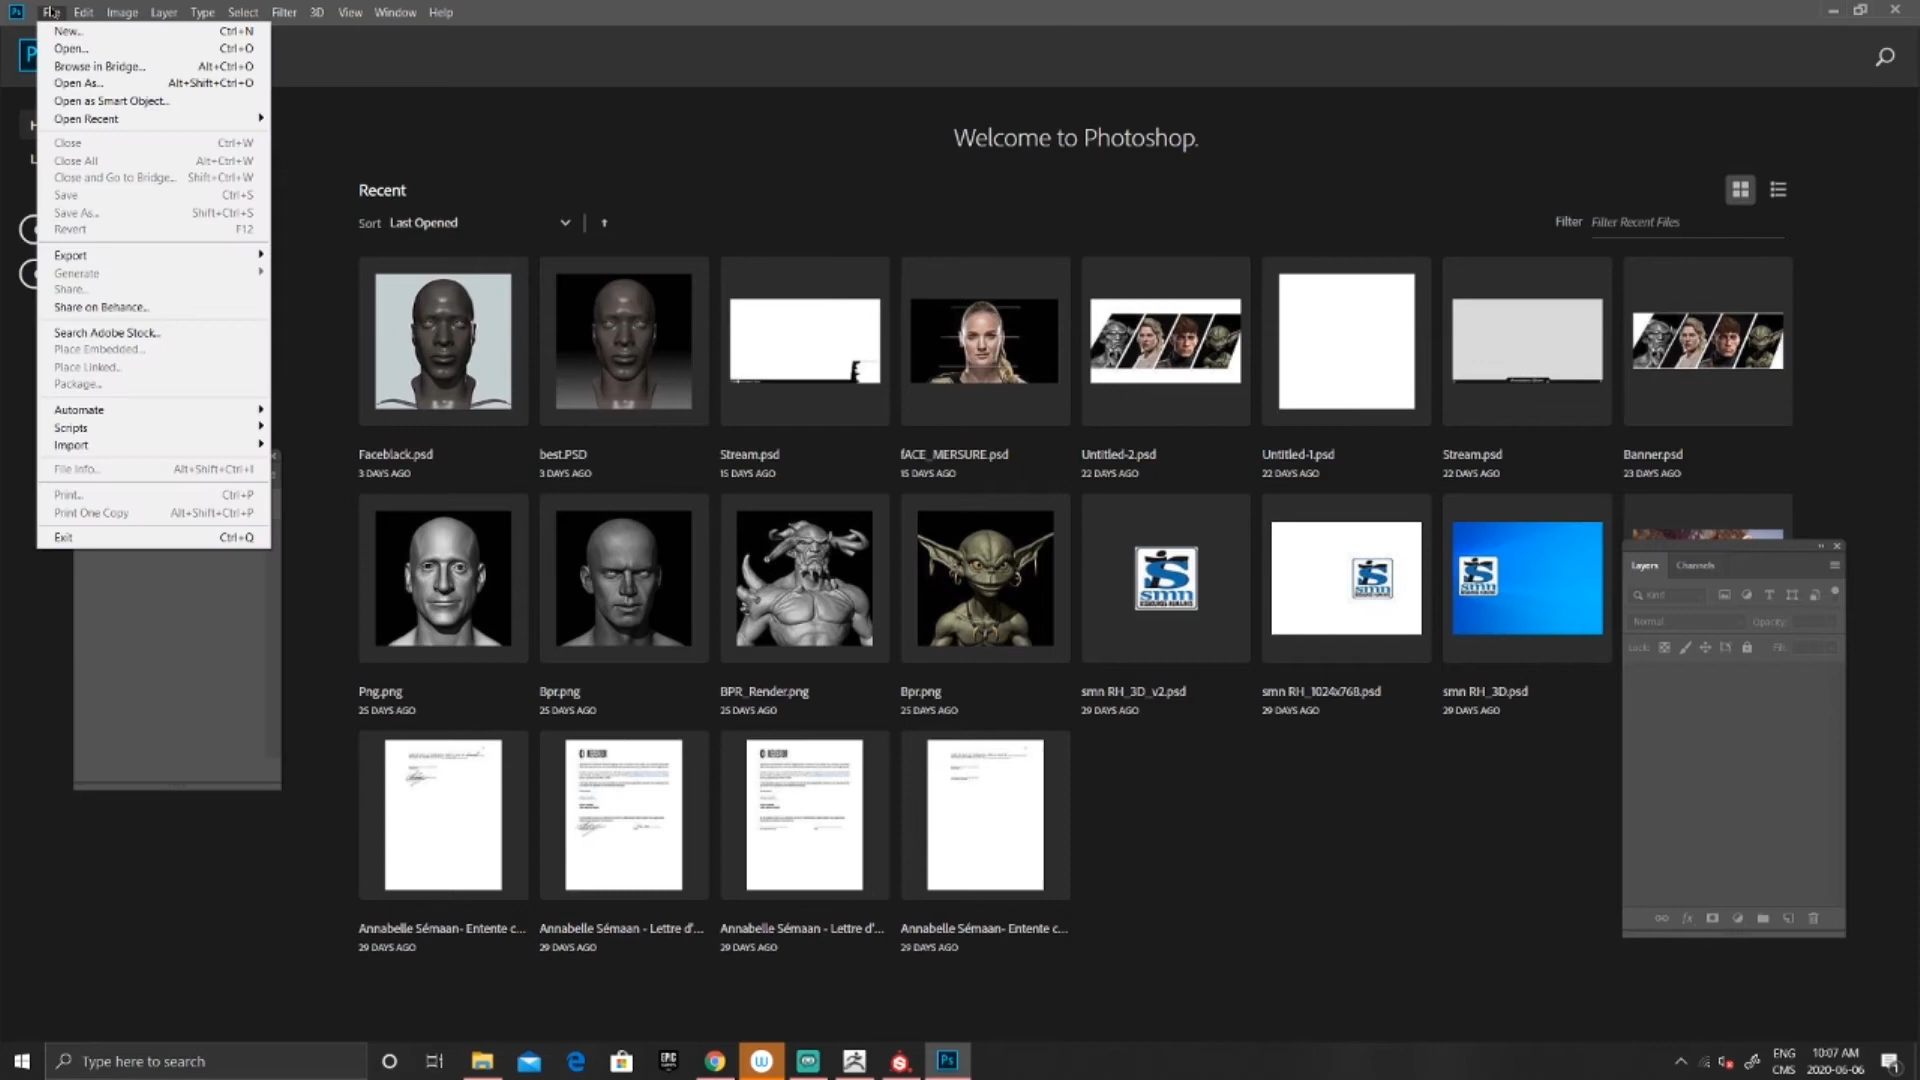 File Edit Image Layer Type Select Filter 3D View Window Help
New... Ctrl+N
Open... Ctrl+O
Browse in Bridge... Alt+Ctrl+O
Open As... Alt+Shift+Ctrl+O
Open as Smart Object...
Open Recent
Close Ctrl+W
Close All Alt+Ctrl+W
Close and Go to Bridge... Shift+Ctrl+W
Save Ctrl+S
Save As... Shift+Ctrl+S
Revert F12
Export
Generate
Share...
Share on Behance...
Search Adobe Stock...
Place Embedded...
Place Linked...
Package...
Automate
Scripts
Import
File Info... Alt+Shift+Ctrl+I
Print... Ctrl+P
Print One Copy Alt+Shift+Ctrl+P
Exit Ctrl+Q
Welcome to Photoshop.
Recent
Sort Last Opened
Filter Filter Recent Files
Faceblack.psd best.PSD Stream.psd fACE_MERSURE.psd Untitled-2.psd Untitled-1.psd Stream.psd Banner.psd
3 DAYS AGO 3 DAYS AGO 15 DAYS AGO 15 DAYS AGO 22 DAYS AGO 22 DAYS AGO 22 DAYS AGO 23 DAYS AGO
smn
smn
smn
Png.png Bpr.png BPR_Render.png Bpr.png smn RH_3D_v2.psd smn RH_1024x768.psd smn RH_3D.psd
25 DAYS AGO 25 DAYS AGO 25 DAYS AGO 25 DAYS AGO 29 DAYS AGO 29 DAYS AGO 29 DAYS AGO
Annabelle Sémaan- Entente c... Annabelle Sémaan - Lettre d'... Annabelle Sémaan - Lettre d'... Annabelle Sémaan- Entente c...
29 DAYS AGO 29 DAYS AGO 29 DAYS AGO 29 DAYS AGO
Layers Channels
Kind
Normal Opacity:
Lock: Fill:
Type here to search
EPIC
Ps
ENG
CMS
10:07 AM
2020-06-06